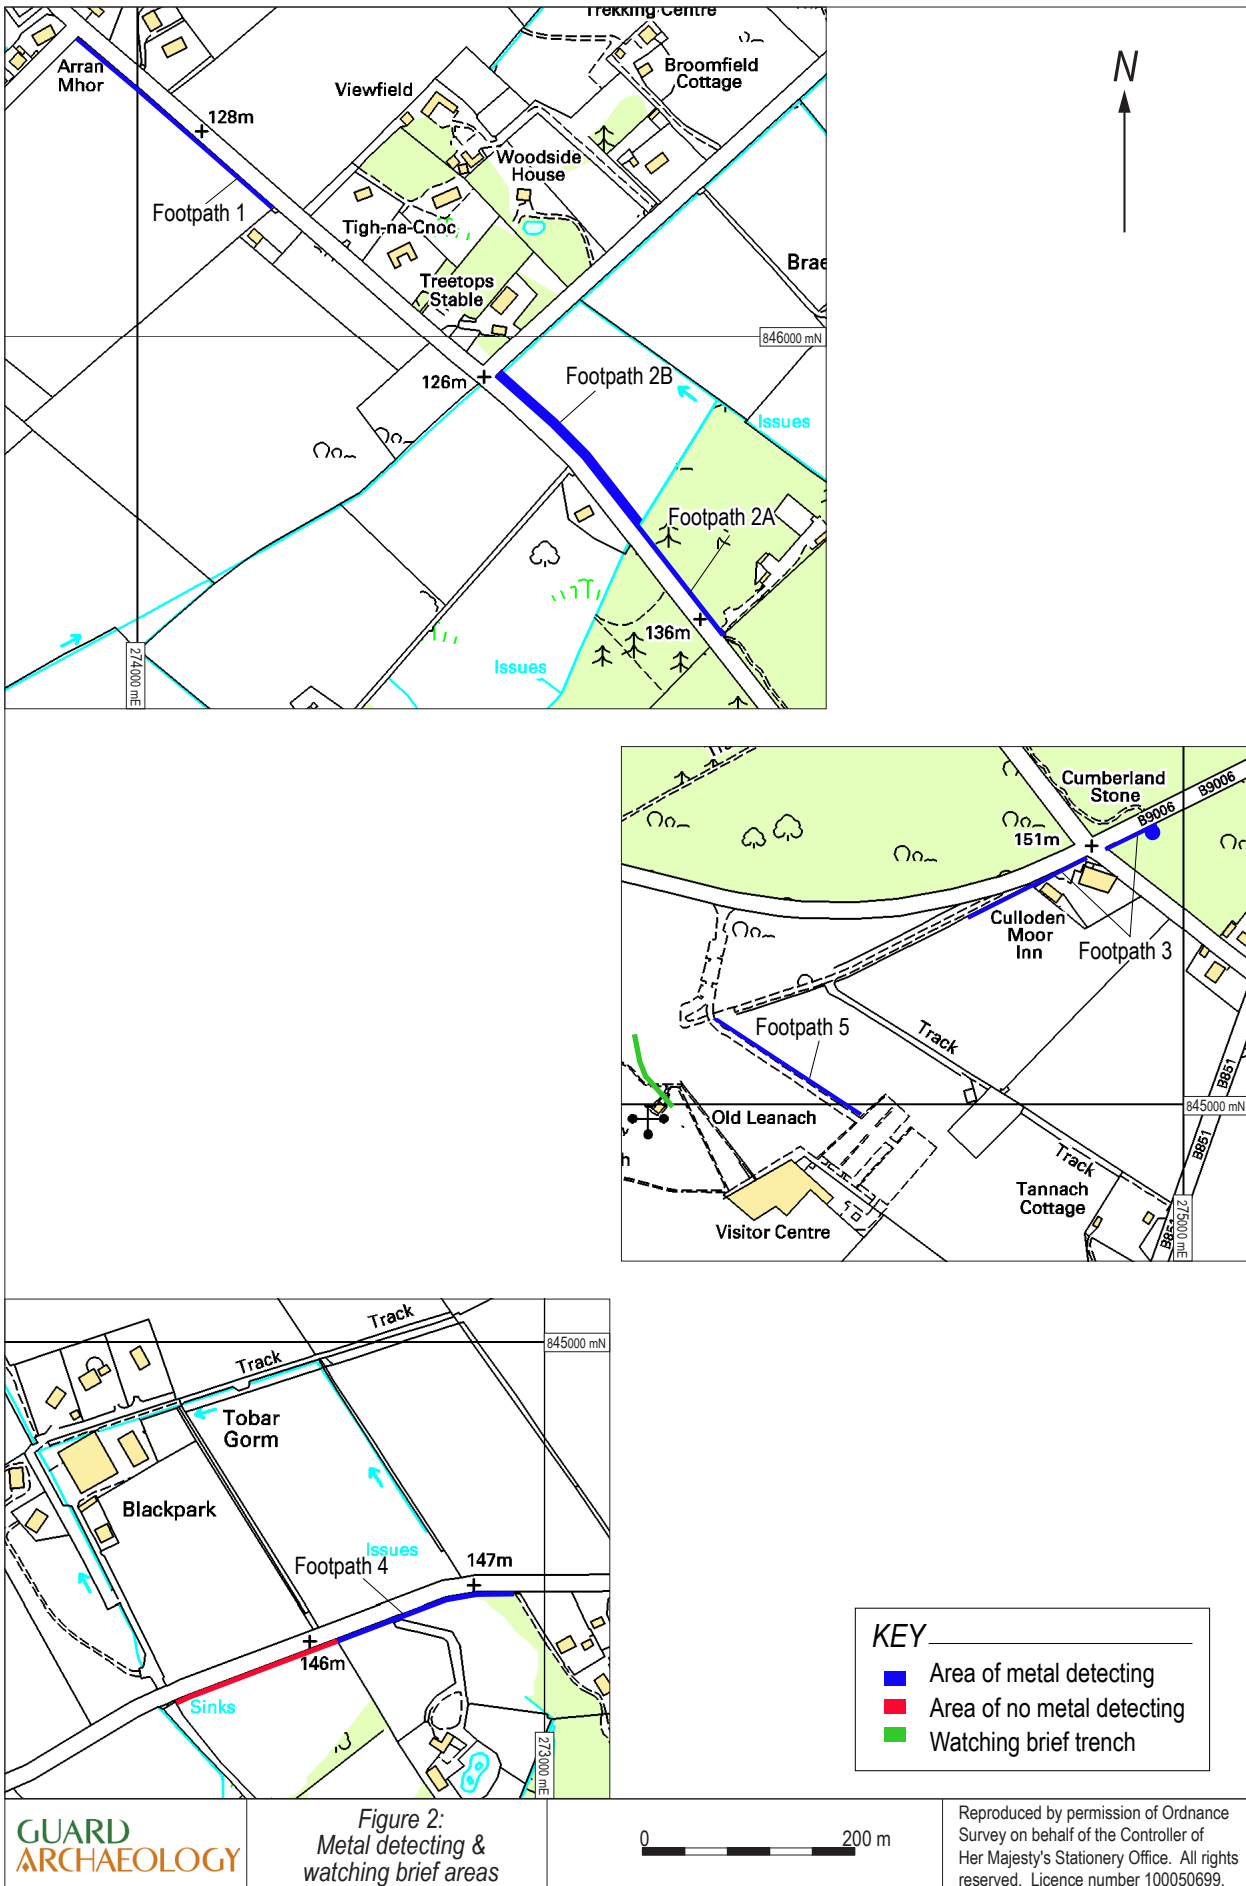 Trekking Centre
Arran
Mhor
Viewfield
Broomfield
Cottage
128m
Woodside
House
Footpath 1
Tigh-na-Cnoc
Treetops
Stable
Brae
846000 mN
126m
Footpath 2B
Issues
Footpath 2A
136m
Issues
274000 mE
N
Cumberland
Stone
B9006
B9006
151m
Culloden
Moor
Inn
Footpath 3
Footpath 5
Track
B851
845000 mN
Old Leanach
B851
Track
Tannach
Cottage
Visitor Centre
B851
275000 mE
h
Track
845000 mN
Track
Tobar
Gorm
Blackpark
Issues
Footpath 4
147m
146m
Sinks
273000 mE
KEY
Area of metal detecting
Area of no metal detecting
Watching brief trench
GUARD
ARCHAEOLOGY
Figure 2:
Metal detecting &
watching brief areas
0 200 m
Reproduced by permission of Ordnance
Survey on behalf of the Controller of
Her Majesty's Stationery Office. All rights
reserved. Licence number 100050699.